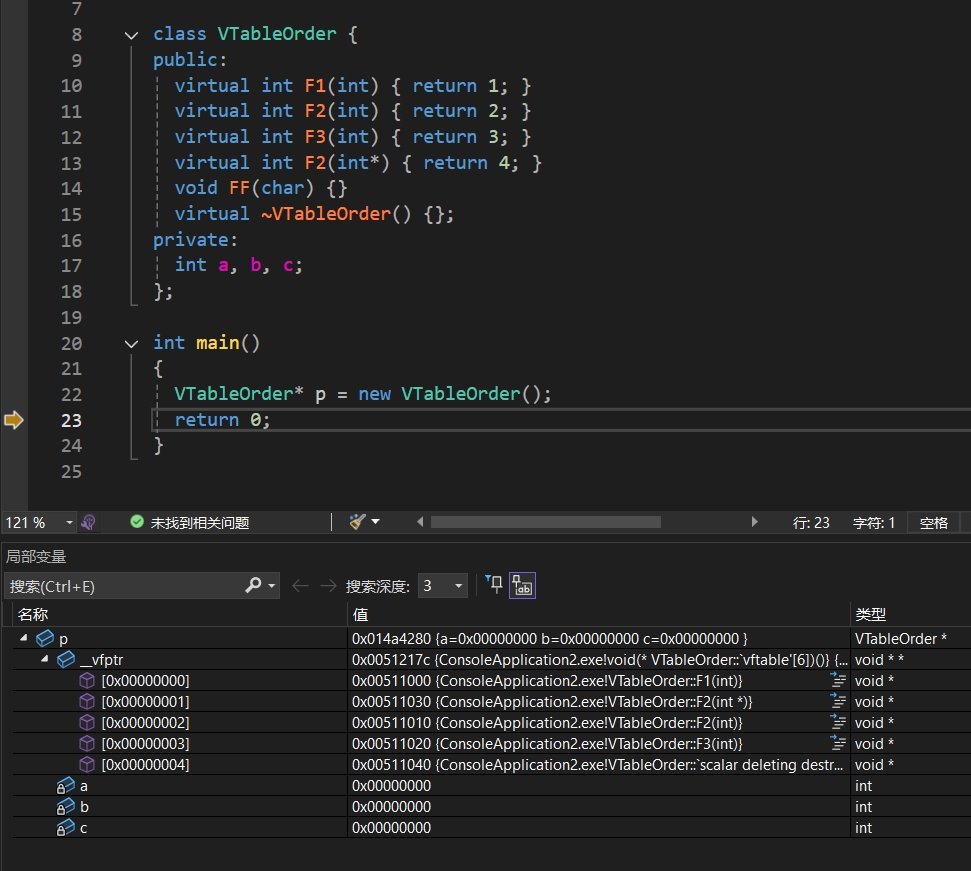 7
8 class VTableOrder {
9 public:
10 virtual int F1(int) { return 1; }
11 virtual int F2(int) { return 2; }
12 virtual int F3(int) { return 3; }
13 virtual int F2(int*) { return 4; }
14 void FF(char) {}
15 virtual ~VTableOrder() {};
16 private:
17 int a, b, c;
18 };
19
20 int main()
21 {
22 VTableOrder* p = new VTableOrder();
23 return 0;
24 }
25
121 % 未找到相关问题 行: 23 字符: 1 空格
局部变量
搜索(Ctrl+E) 搜索深度: 3
名称 值 类型
p 0x014a4280 {a=0x00000000 b=0x00000000 c=0x00000000 } VTableOrder *
__vfptr 0x0051217c {ConsoleApplication2.exe!void(* VTableOrder::`vftable'[6])()} {... void * *
[0x00000000] 0x00511000 {ConsoleApplication2.exe!VTableOrder::F1(int)} void *
[0x00000001] 0x00511030 {ConsoleApplication2.exe!VTableOrder::F2(int *)} void *
[0x00000002] 0x00511010 {ConsoleApplication2.exe!VTableOrder::F2(int)} void *
[0x00000003] 0x00511020 {ConsoleApplication2.exe!VTableOrder::F3(int)} void *
[0x00000004] 0x00511040 {ConsoleApplication2.exe!VTableOrder::`scalar deleting destr... void *
a 0x00000000 int
b 0x00000000 int
c 0x00000000 int